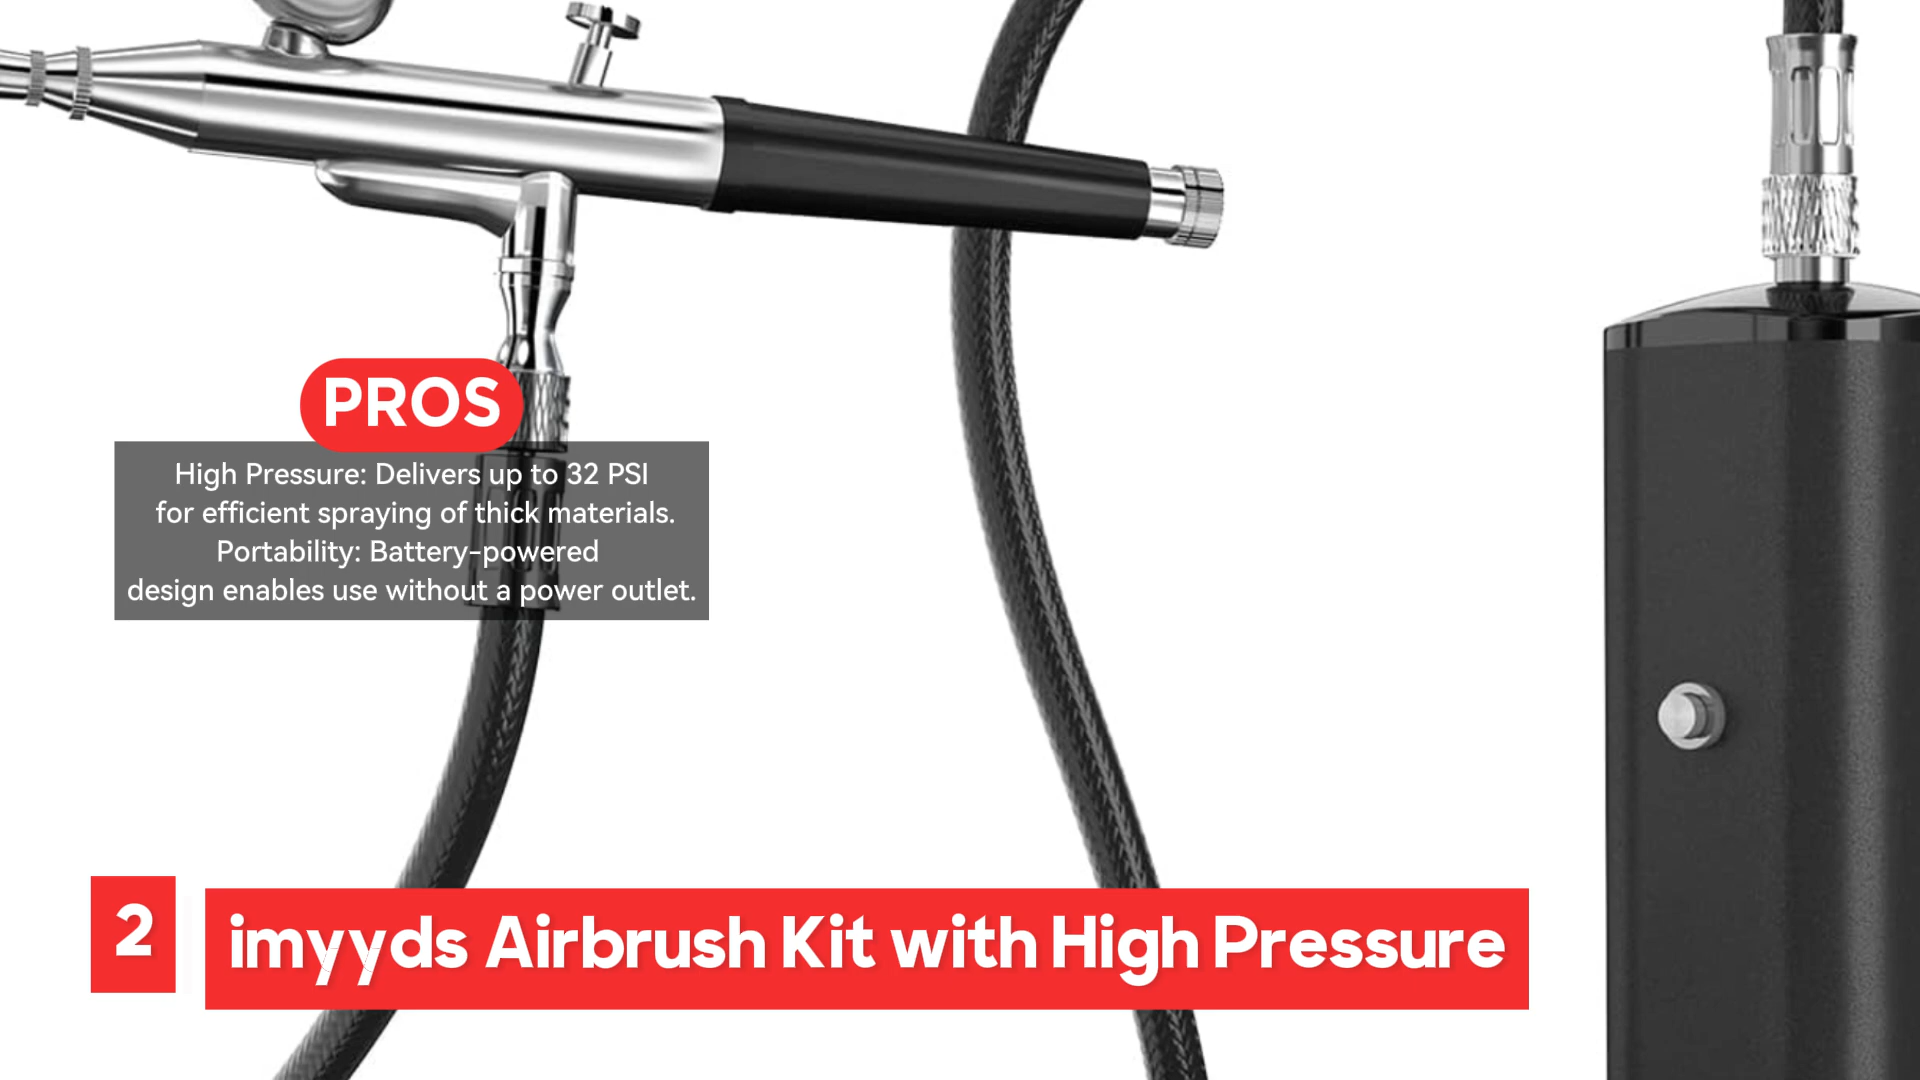 PROS
High Pressure: Delivers up to 32 PSI
for efficient spraying of thick materials.
Portability: Battery-powered
design enables use without a power outlet.
2
imyyds Airbrush Kit with High Pressure